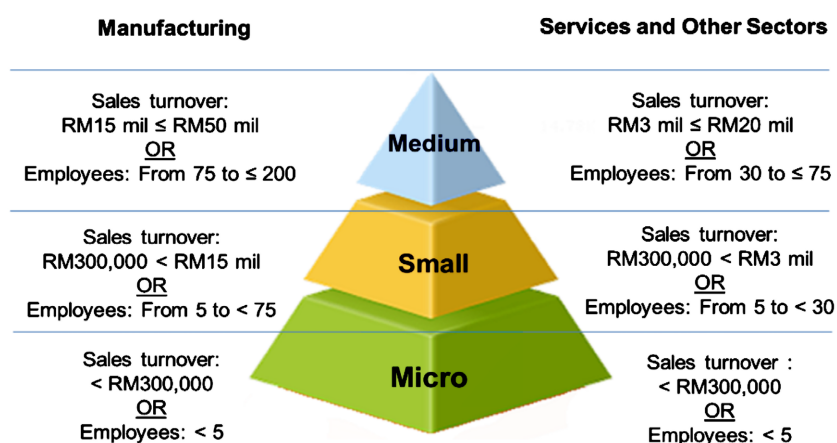 Manufacturing
Services and Other Sectors
Sales turnover:
RM15 mil ≤ RM50 mil
OR
Employees: From 75 to ≤ 200
Medium
Sales turnover:
RM3 mil ≤ RM20 mil
OR
Employees: From 30 to ≤ 75
Sales turnover:
RM300,000 < RM15 mil
OR
Employees: From 5 to < 75
Small
Sales turnover:
RM300,000 < RM3 mil
OR
Employees: From 5 to < 30
Sales turnover:
< RM300,000
OR
Employees: < 5
Micro
Sales turnover :
< RM300,000
OR
Employees: < 5